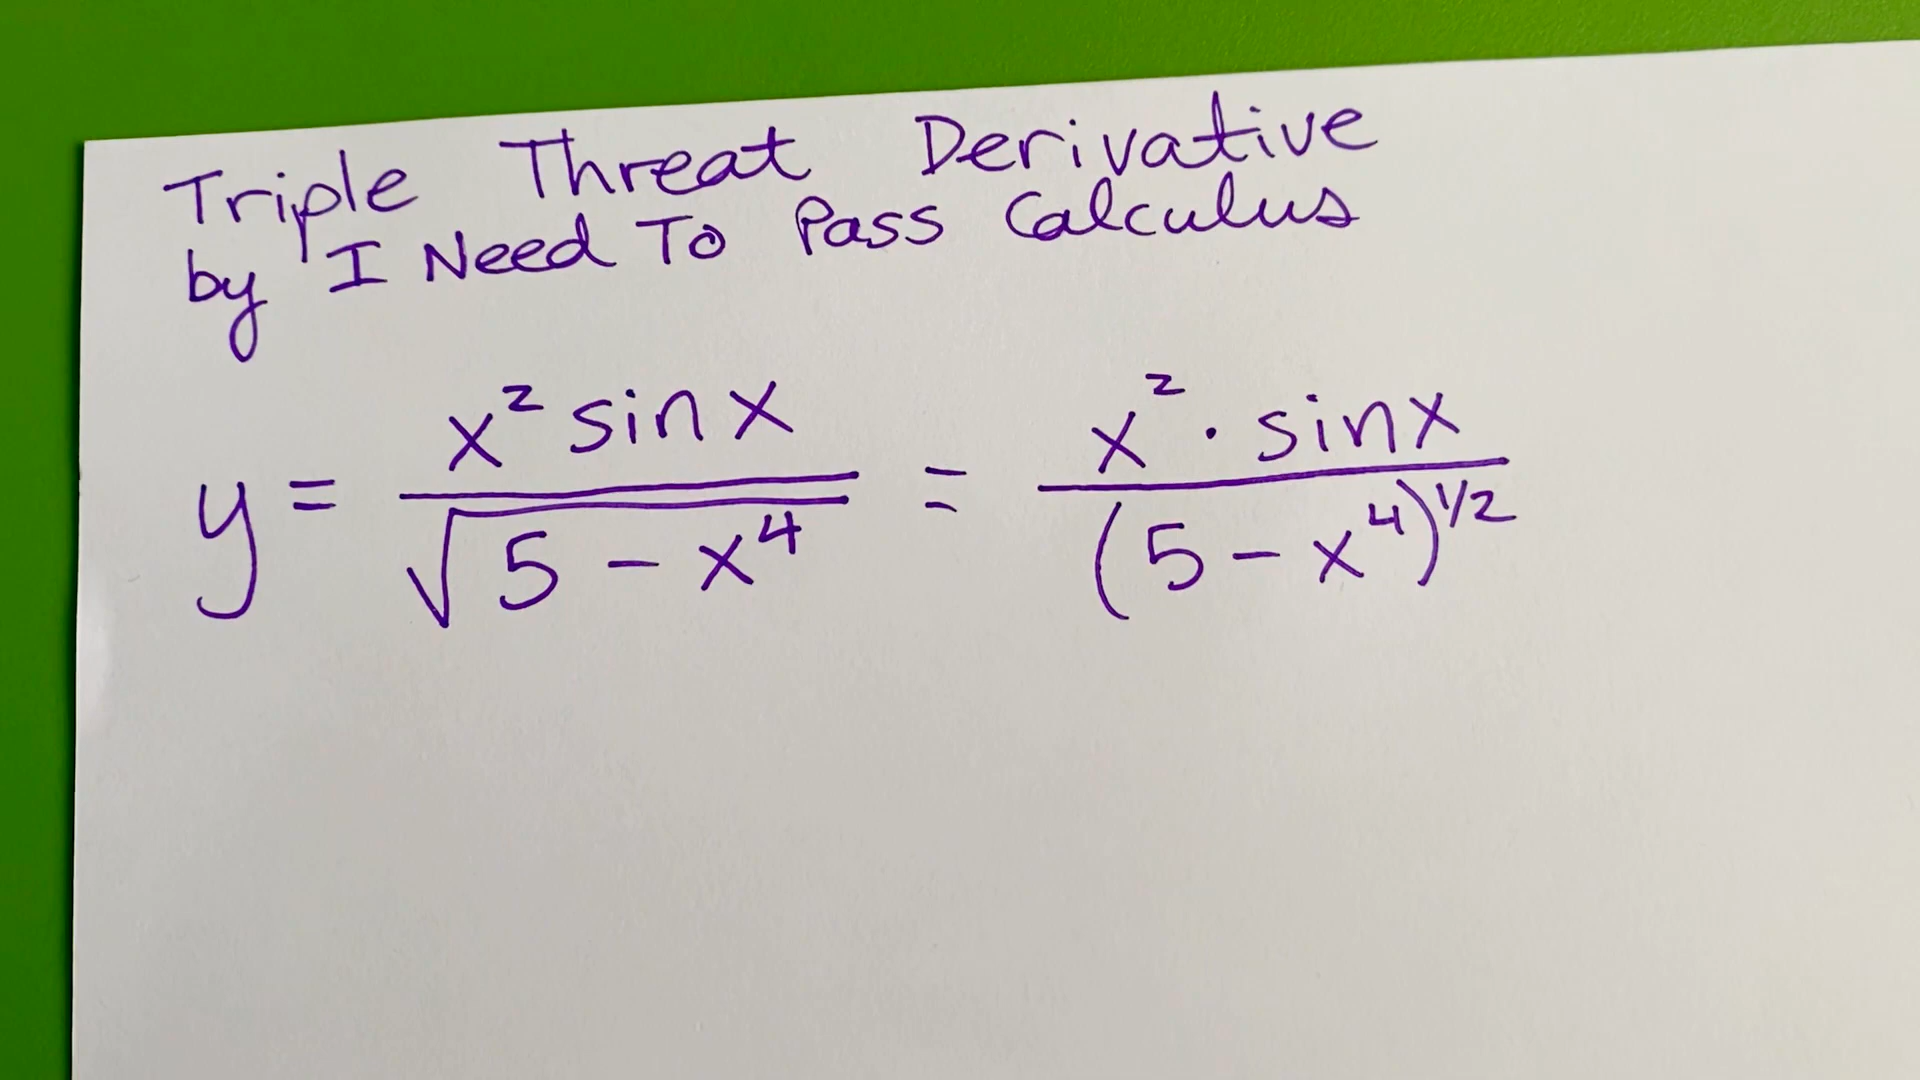 Triple Threat Derivative
by I Need To Pass Calculus
y = x² sin x / √(5 - x⁴) = x² · sin x / (5 - x⁴)^1/2